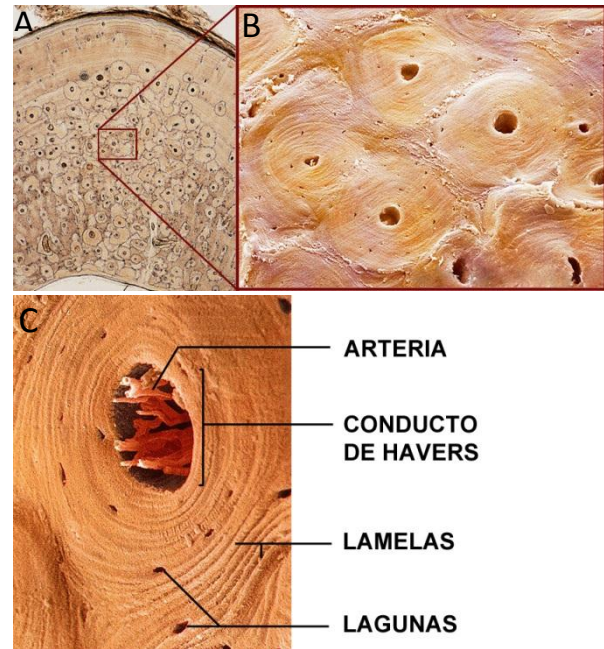 A
B
C
ARTERIA
CONDUCTO
DE HAVERS
LAMELAS
LAGUNAS